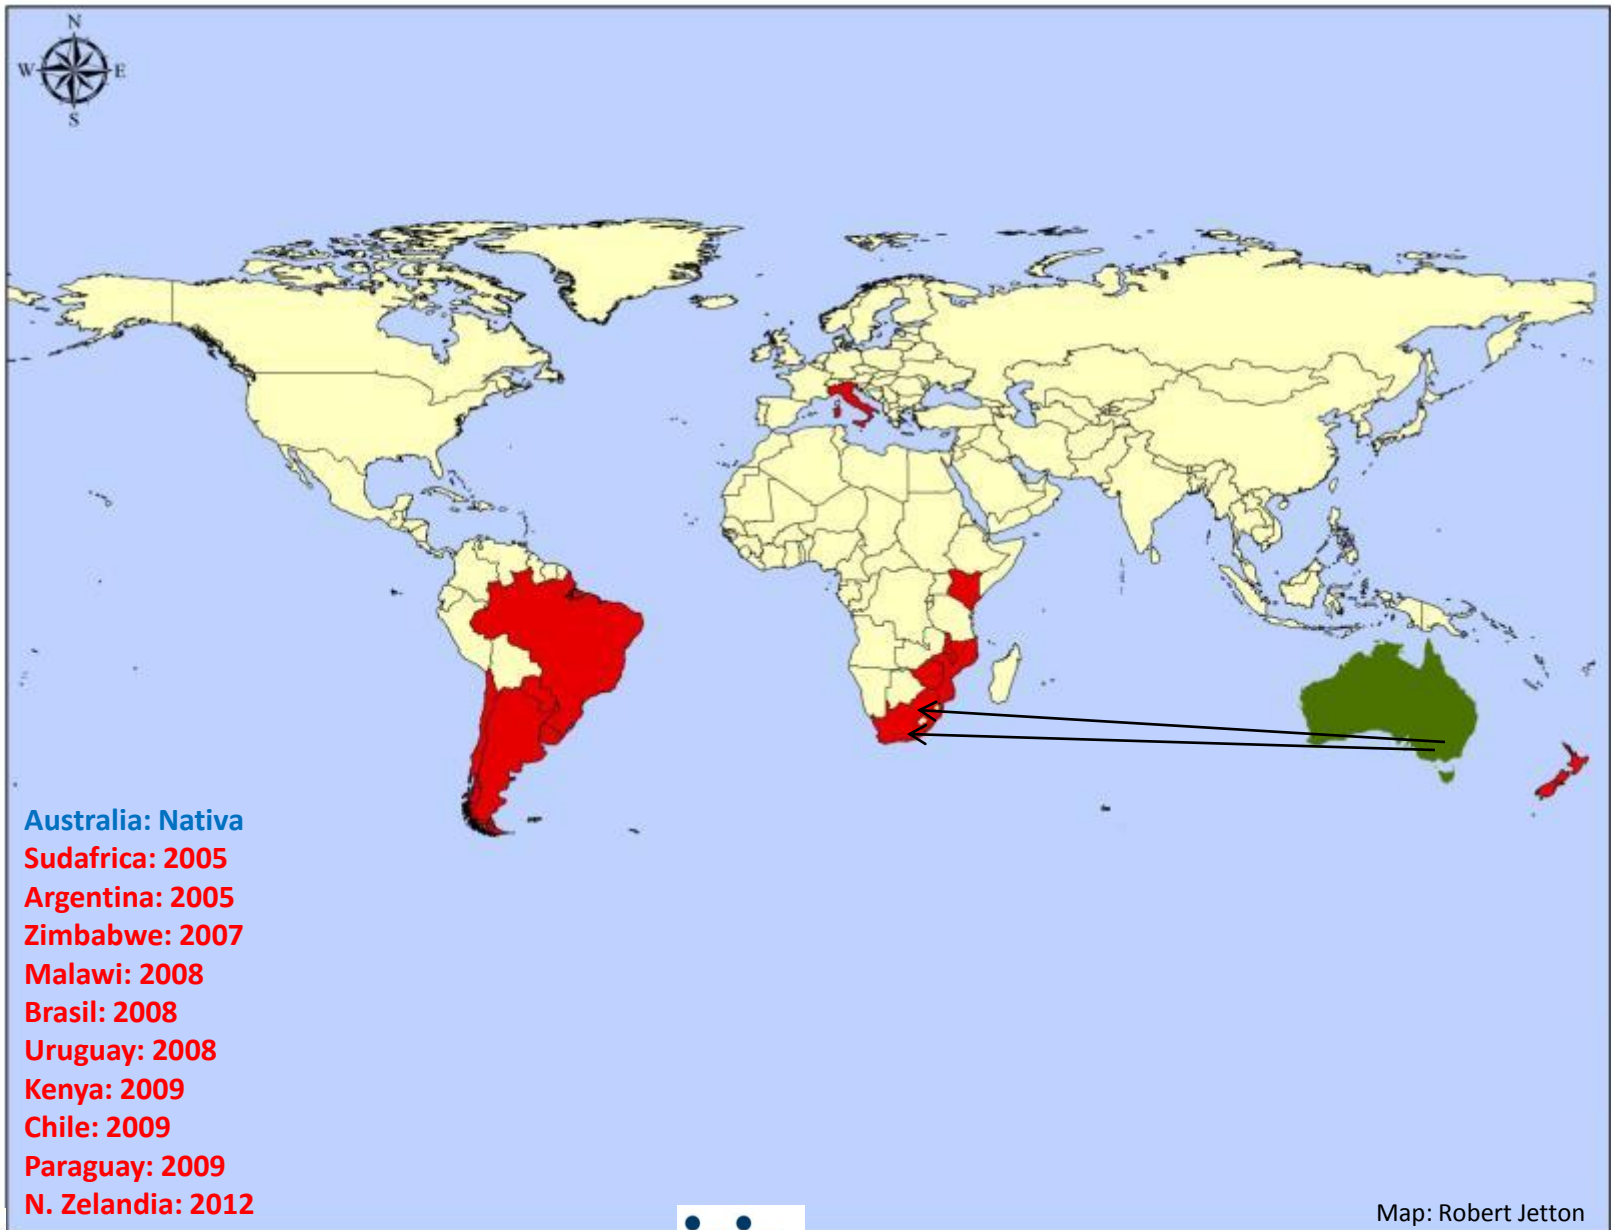 N
W E
S
Australia: Nativa
Sudafrica: 2005
Argentina: 2005
Zimbabwe: 2007
Malawi: 2008
Brasil: 2008
Uruguay: 2008
Kenya: 2009
Chile: 2009
Paraguay: 2009
N. Zelandia: 2012
Map: Robert Jetton